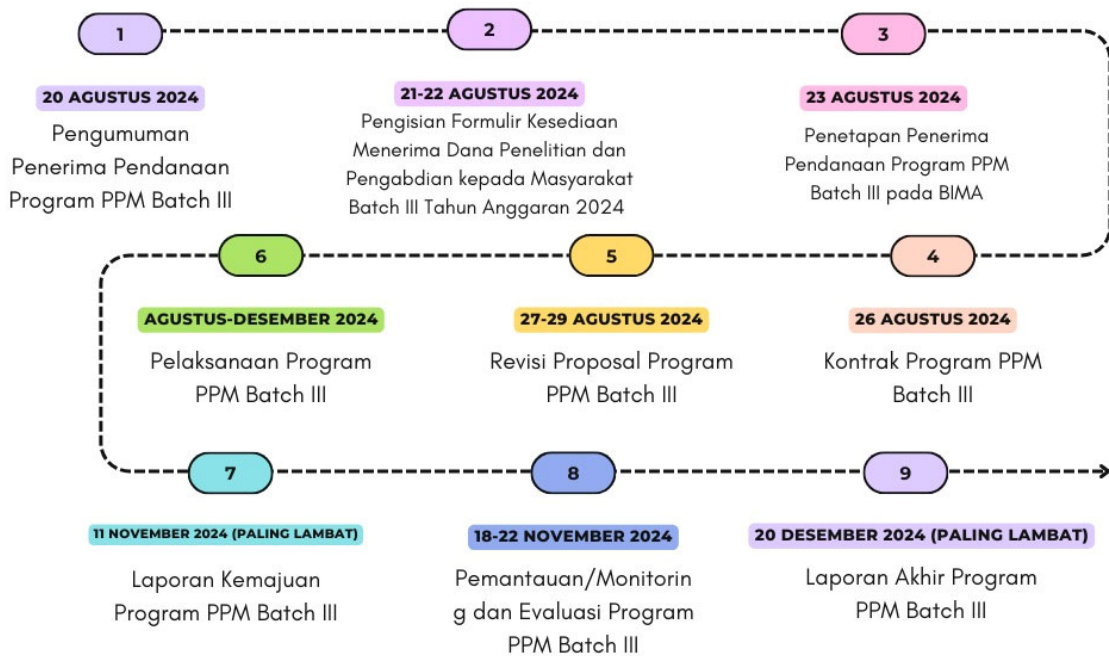 1
20 AGUSTUS 2024
Pengumuman
Penerima Pendanaan
Program PPM Batch III
2
21-22 AGUSTUS 2024
Pengisian Formulir Kesediaan
Menerima Dana Penelitian dan
Pengabdian kepada Masyarakat
Batch III Tahun Anggaran 2024
3
23 AGUSTUS 2024
Penetapan Penerima
Pendanaan Program PPM
Batch III pada BIMA
4
26 AGUSTUS 2024
Kontrak Program PPM
Batch III
5
27-29 AGUSTUS 2024
Revisi Proposal Program
PPM Batch III
6
AGUSTUS-DESEMBER 2024
Pelaksanaan Program
PPM Batch III
7
11 NOVEMBER 2024 (PALING LAMBAT)
Laporan Kemajuan
Program PPM Batch III
8
18-22 NOVEMBER 2024
Pemantauan/Monitorin
g dan Evaluasi Program
PPM Batch III
9
20 DESEMBER 2024 (PALING LAMBAT)
Laporan Akhir Program
PPM Batch III